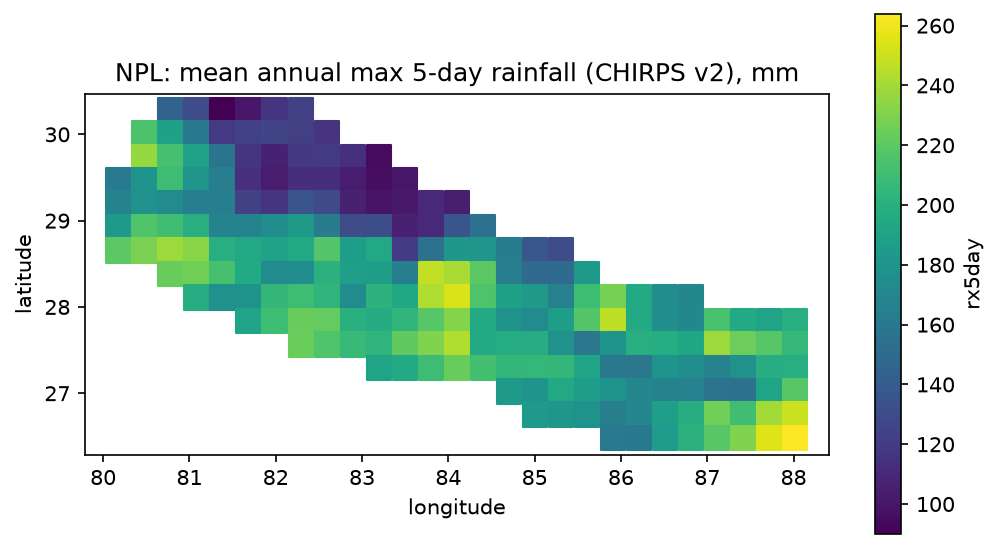 NPL: mean annual max 5-day rainfall (CHIRPS v2), mm
30
29
28
27
latitude
80 81 82 83 84 85 86 87 88
longitude
260
240
220
200
180
160
140
120
100
rx5day